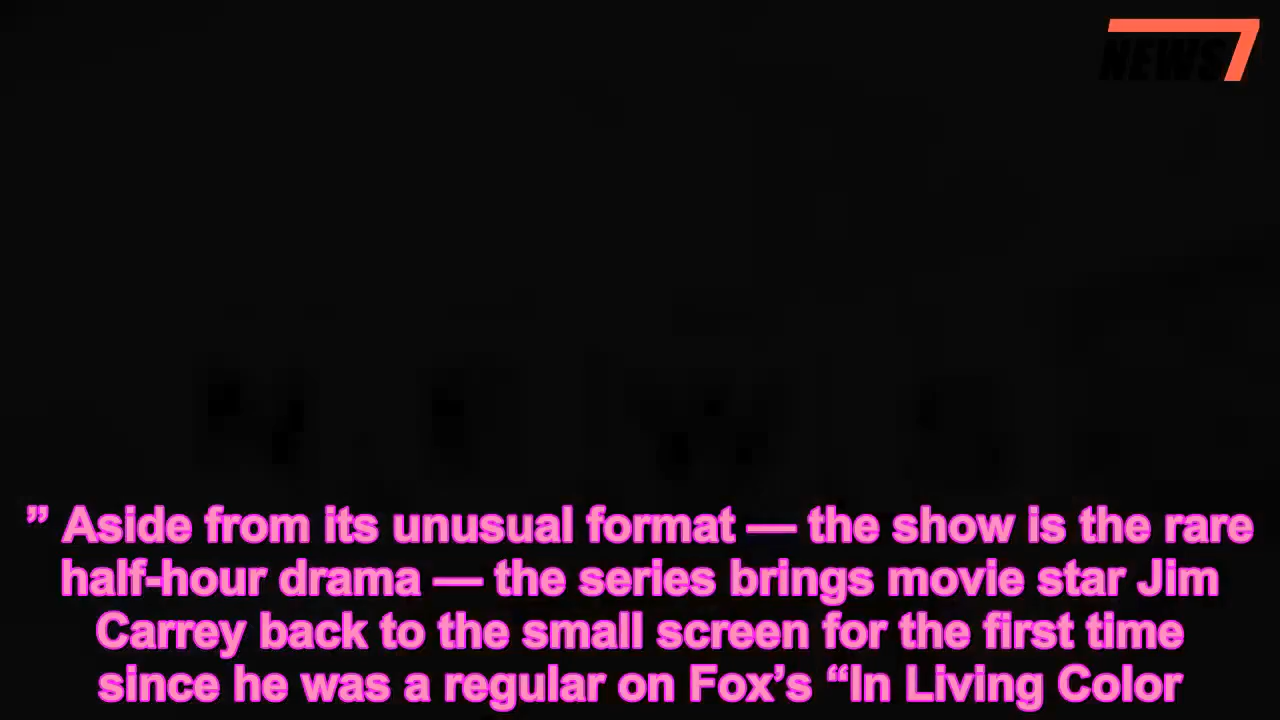 NEWS7
” Aside from its unusual format — the show is the rare
half-hour drama — the series brings movie star Jim
Carrey back to the small screen for the first time
since he was a regular on Fox’s “In Living Color